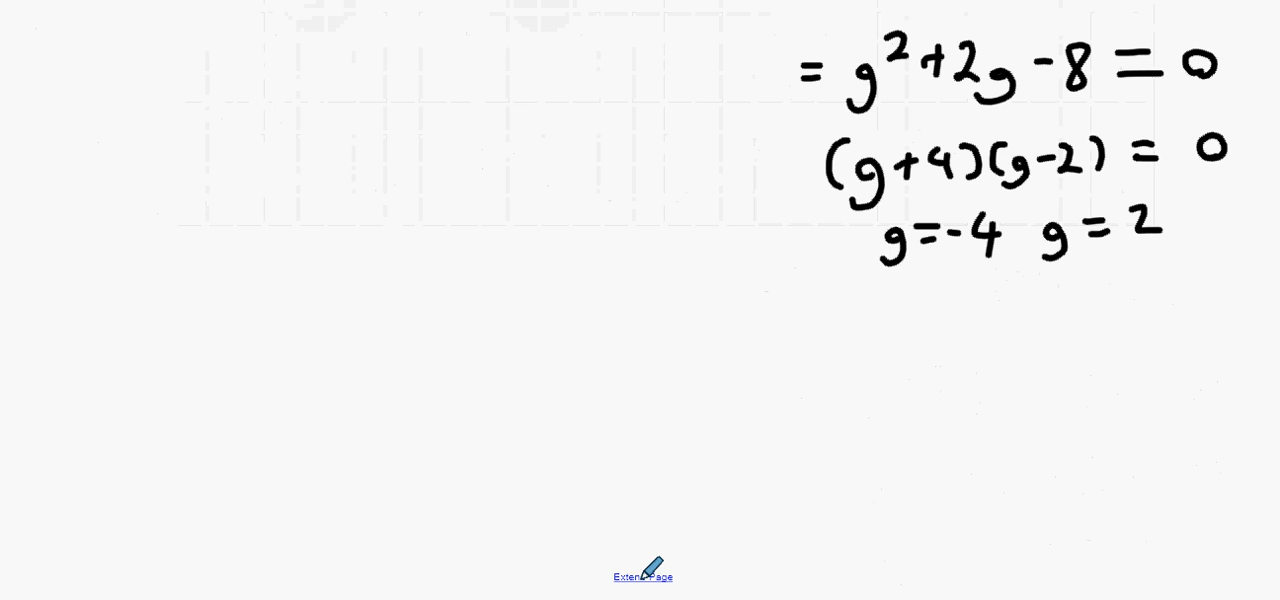 = g² + 2g - 8 = 0
(g + 4)(g - 2) = 0
g = -4 g = 2
Extend Page